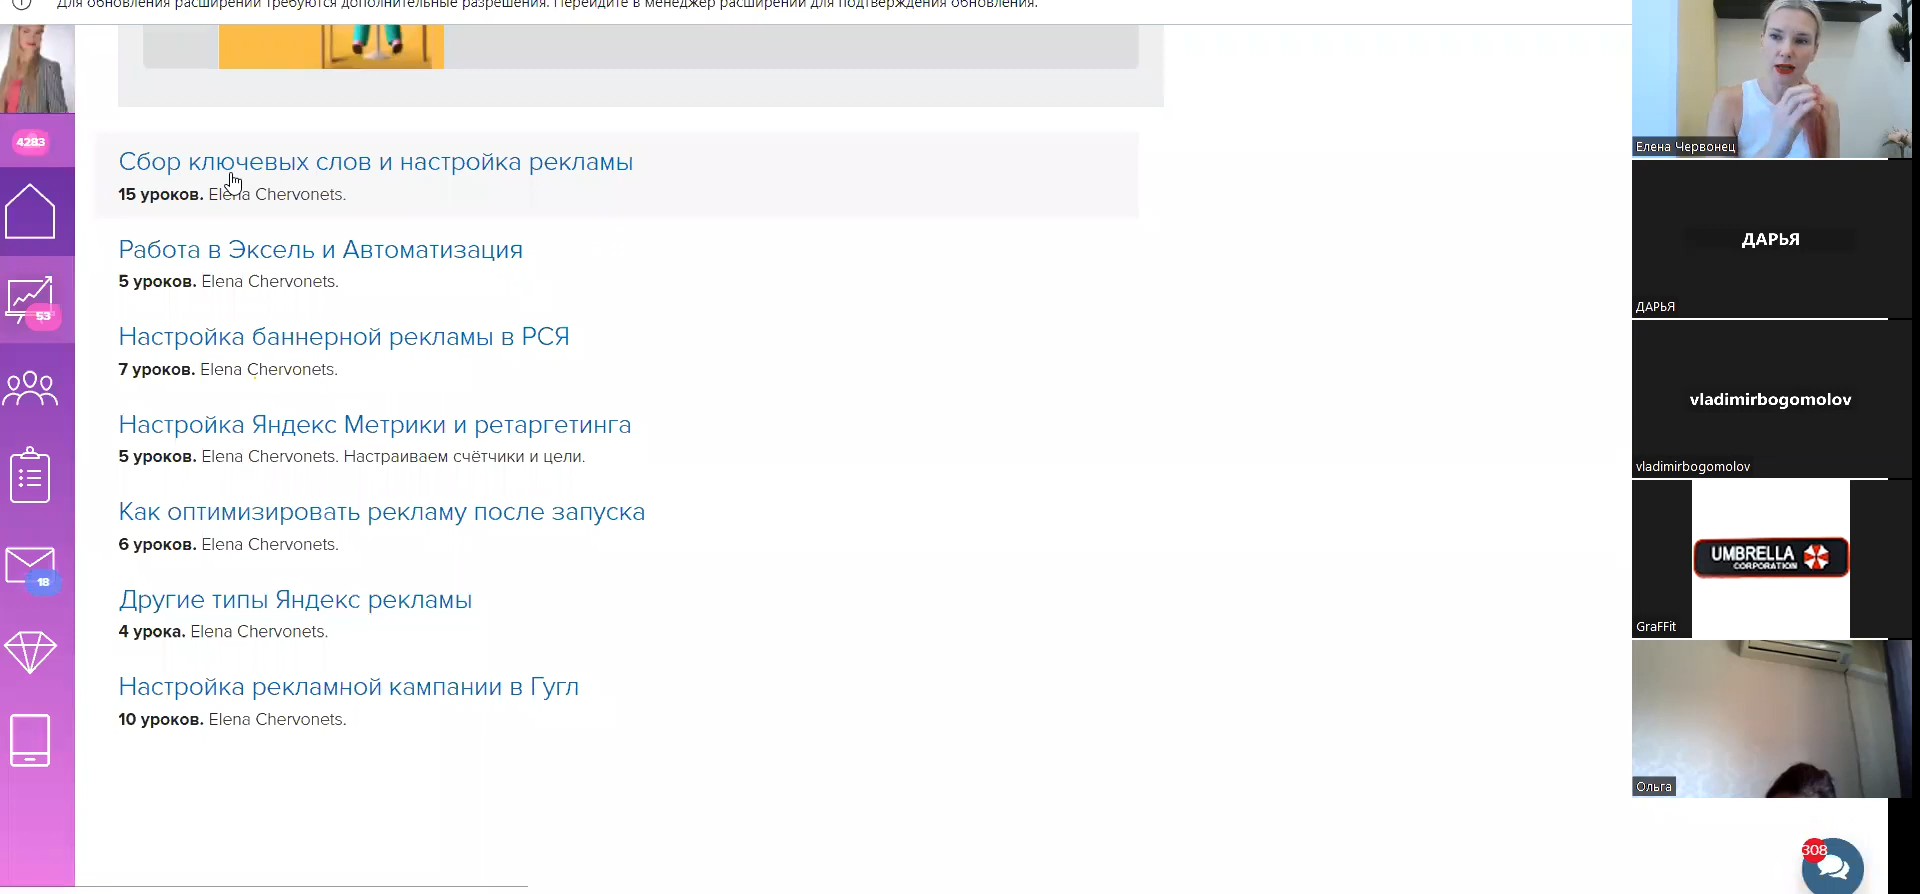 Для обновления расширений требуются дополнительные разрешения. Перейдите в менеджер расширений для подтверждения обновления.
4283
53
18
Сбор ключевых слов и настройка рекламы
15 уроков. Elena Chervonets.
Работа в Эксель и Автоматизация
5 уроков. Elena Chervonets.
Настройка баннерной рекламы в РСЯ
7 уроков. Elena Chervonets.
Настройка Яндекс Метрики и ретаргетинга
5 уроков. Elena Chervonets. Настраиваем счётчики и цели.
Как оптимизировать рекламу после запуска
6 уроков. Elena Chervonets.
Другие типы Яндекс рекламы
4 урока. Elena Chervonets.
Настройка рекламной кампании в Гугл
10 уроков. Elena Chervonets.
Елена Червонец
ДАРЬЯ
ДАРЬЯ
vladimirbogomolov
vladimirbogomolov
UMBRELLA
CORPORATION
GraFFit
Ольга
308